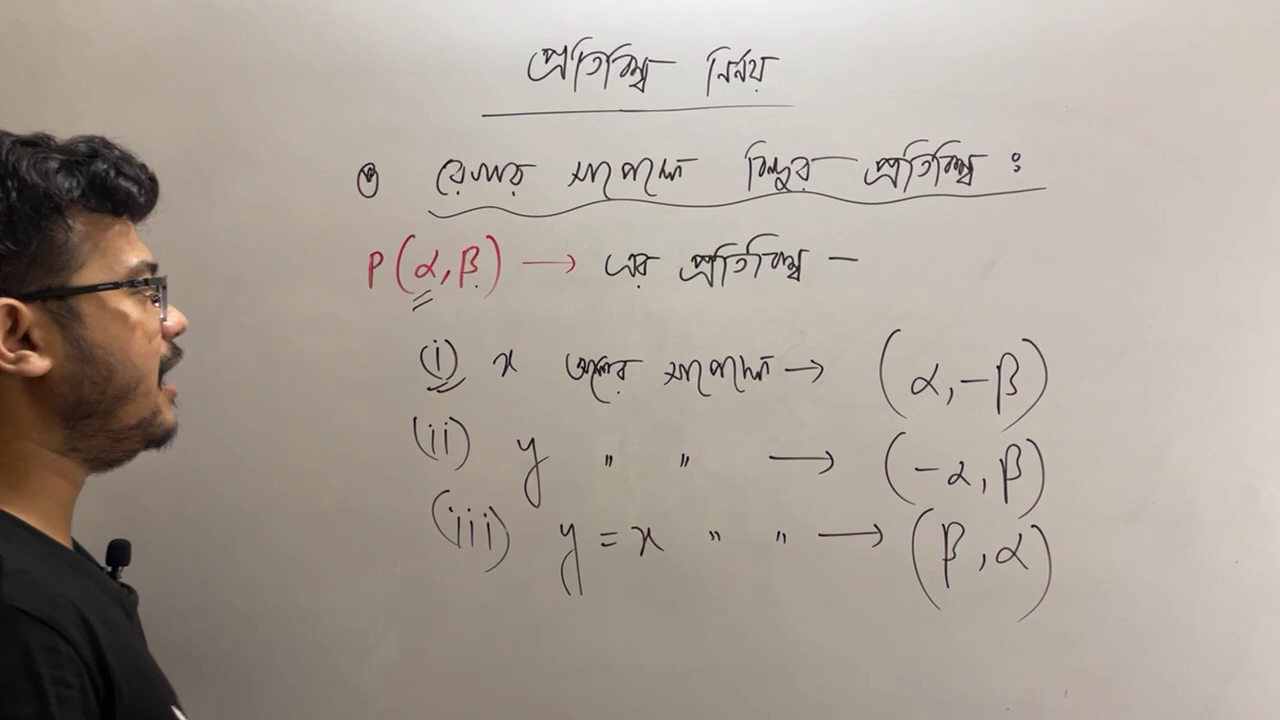 প্রতিবিম্ব নির্ণয়
রেখার সাপেক্ষে বিন্দুর প্রতিবিম্ব :
P(α, β) → এর প্রতিবিম্ব –
(i) x অক্ষের সাপেক্ষে → (α, -β)
(ii) y " " → (-α, β)
(iii) y = x " " → (β, α)